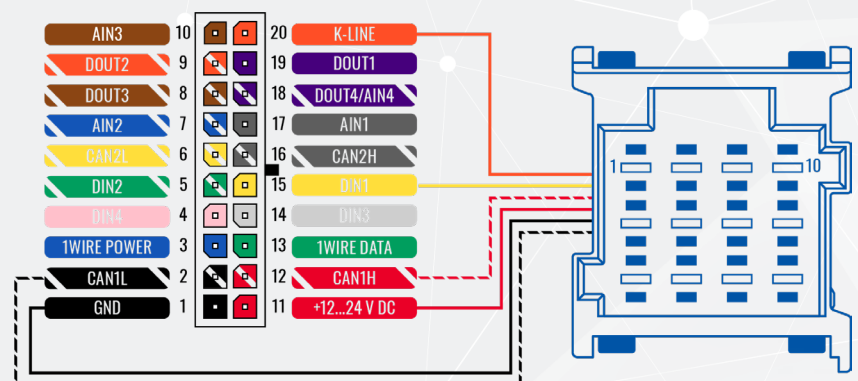 AIN3 10 20 K-LINE
DOUT2 9 19 DOUT1
DOUT3 8 18 DOUT4/AIN4
AIN2 7 17 AIN1
CAN2L 6 16 CAN2H
DIN2 5 15 DIN1
DIN4 4 14 DIN3
1WIRE POWER 3 13 1WIRE DATA
CAN1L 2 12 CAN1H
GND 1 11 +12...24 V DC
1 10